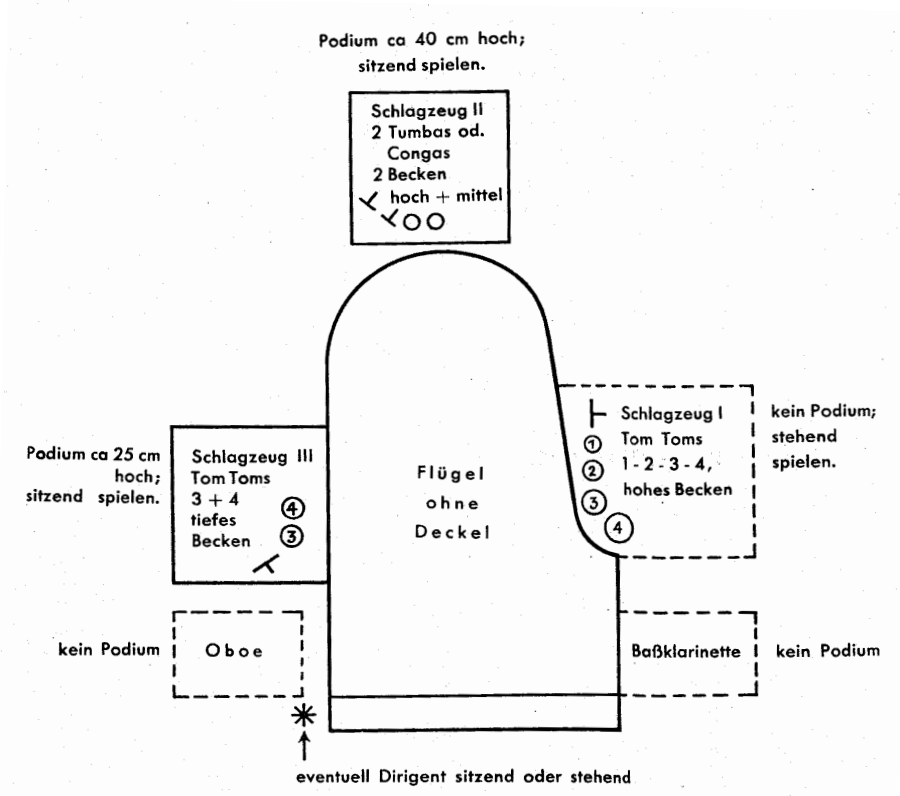 Podium ca 40 cm hoch;
sitzend spielen.
Schlagzeug II
2 Tumbas od.
Congas
2 Becken
hoch + mittel
Schlagzeug I
Tom Toms
1 - 2 - 3 - 4,
hohes Becken
1
2
3
4
kein Podium;
stehend
spielen.
Podium ca 25 cm
hoch;
sitzend spielen.
Schlagzeug III
Tom Toms
3 + 4
tiefes
Becken
4
3
Flügel
ohne
Deckel
kein Podium
Oboe
Baßklarinette
kein Podium
eventuell Dirigent sitzend oder stehend